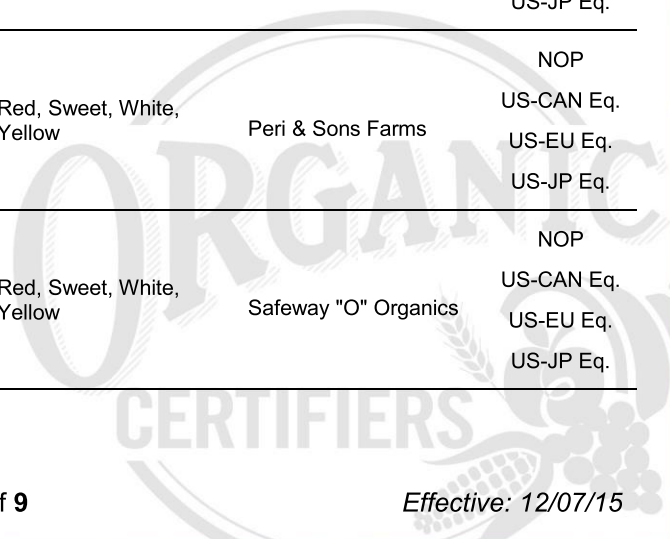 US-JP Eq.
NOP
Red, Sweet, White,
Yellow
Peri & Sons Farms
US-CAN Eq.
US-EU Eq.
US-JP Eq.
NOP
Red, Sweet, White,
Yellow
Safeway "O" Organics
US-CAN Eq.
US-EU Eq.
US-JP Eq.
ORGANIC
CERTIFIERS
f 9
Effective: 12/07/15